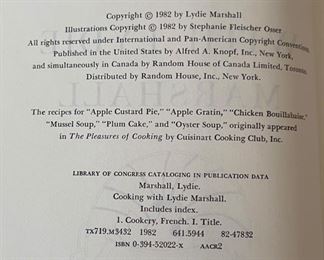 Copyright © 1982 by Lydie Marshall
Illustrations Copyright © 1982 by Stephanie Fleischer Osser
All rights reserved under International and Pan-American Copyright Conventions.
Published in the United States by Alfred A. Knopf, Inc., New York,
and simultaneously in Canada by Random House of Canada Limited, Toronto.
Distributed by Random House, Inc., New York.
The recipes for "Apple Custard Pie," "Apple Gratin," "Chicken Bouillabaise,"
"Mussel Soup," "Plum Cake," and "Oyster Soup," originally appeared
in The Pleasures of Cooking by Cuisinart Cooking Club, Inc.
LIBRARY OF CONGRESS CATALOGING IN PUBLICATION DATA
Marshall, Lydie.
Cooking with Lydie Marshall.
Includes index.
1. Cookery, French. I. Title.
TX719.M3432 1982 641.5944 82-47832
ISBN 0-394-52022-X AACR2